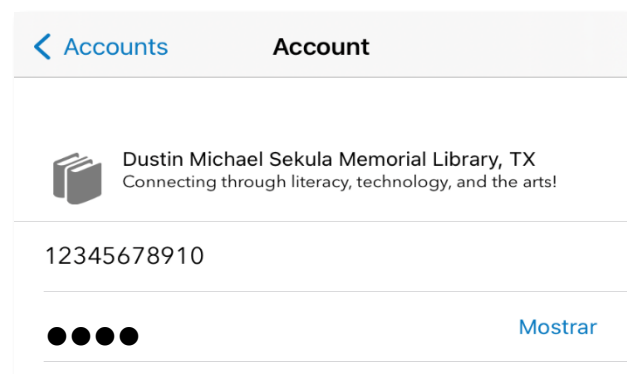 Accounts Account
Dustin Michael Sekula Memorial Library, TX
Connecting through literacy, technology, and the arts!
12345678910
●●●● Mostrar